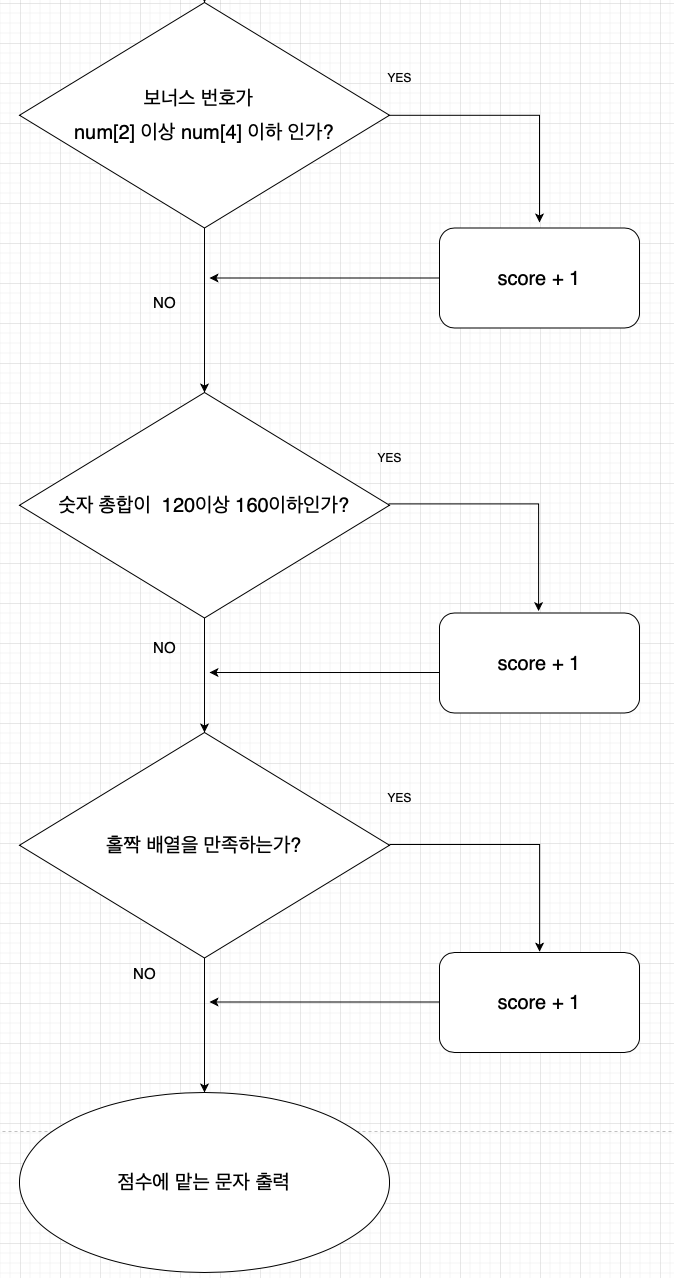 YES
보너스 번호가
num[2] 이상 num[4] 이하 인가?
score + 1
NO
YES
숫자 총합이 120이상 160이하인가?
NO
score + 1
YES
홀짝 배열을 만족하는가?
NO
score + 1
점수에 맡는 문자 출력